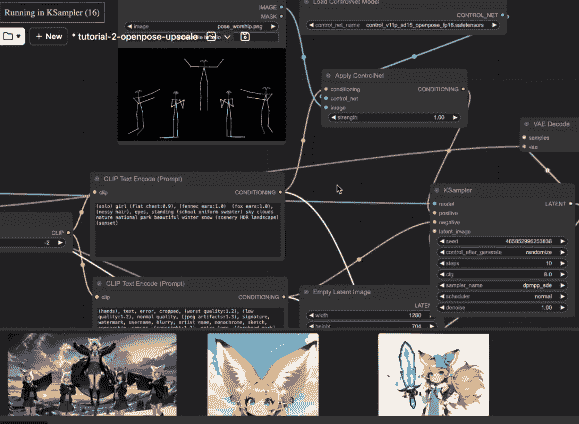 Running in KSampler (16)
+ New
* tutorial-2-openpose-upscale
IMAGE
MASK
image
pose_worship.png
Load ControlNet Model
CONTROL_NET
control_net_name
control_v11p_sd15_openpose_fp16.safetensors
Apply ControlNet
conditioning
CONDITIONING
control_net
image
strength
1.00
VAE Decode
samples
vae
CLIP Text Encode (Prompt)
clip
CONDITIONING
(solo) girl (flat chest:0.9), (fennec ears:1.0) (fox ears:1.0),
(messy hair), eyes, standing (school uniform sweater) sky clouds
nature national park beautiful winter snow (scenery HDR landscape)
(sunset)
CLIP
-2
KSampler
model
LATENT
positive
negative
latent_image
seed
control_after_generate
randomize
steps
10
cfg
8.0
sampler_name
dpmpp_sde
scheduler
normal
denoise
1.00
CLIP Text Encode (Prompt)
clip
CONDITIONING
(hands), text, error, cropped, (worst quality:1.2), (low
quality:1.2), normal quality, (jpeg artifacts:1.3), signature,
watermark, username, blurry, artist name, monochrome, sketch,
Empty Latent Image
LATE
width
1280
height
704